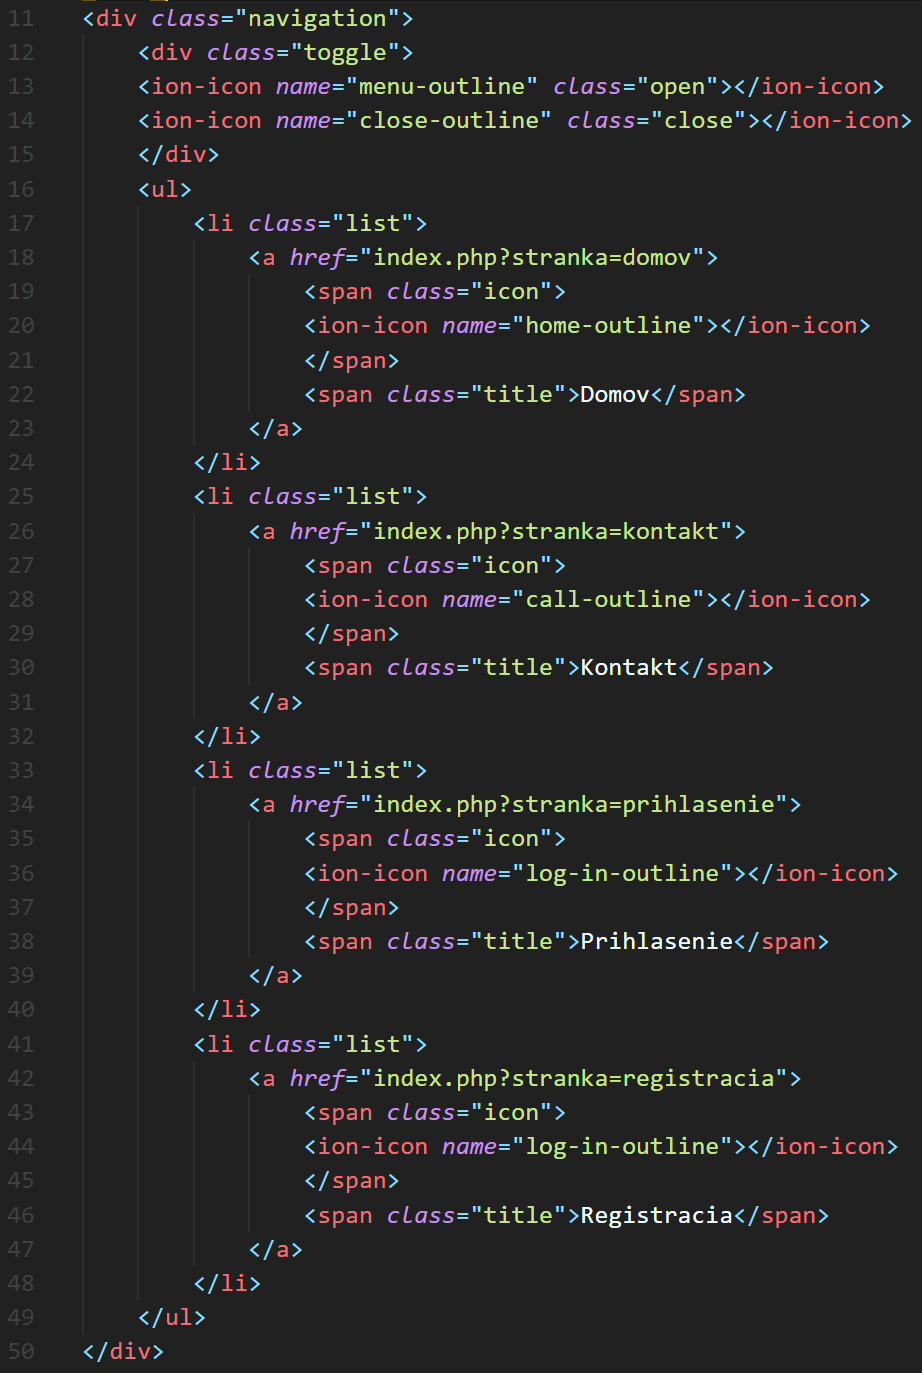 11 <div class="navigation">
12     <div class="toggle">
13     <ion-icon name="menu-outline" class="open"></ion-icon>
14     <ion-icon name="close-outline" class="close"></ion-icon>
15     </div>
16     <ul>
17         <li class="list">
18             <a href="index.php?stranka=domov">
19                 <span class="icon">
20                 <ion-icon name="home-outline"></ion-icon>
21                 </span>
22                 <span class="title">Domov</span>
23             </a>
24         </li>
25         <li class="list">
26             <a href="index.php?stranka=kontakt">
27                 <span class="icon">
28                 <ion-icon name="call-outline"></ion-icon>
29                 </span>
30                 <span class="title">Kontakt</span>
31             </a>
32         </li>
33         <li class="list">
34             <a href="index.php?stranka=prihlasenie">
35                 <span class="icon">
36                 <ion-icon name="log-in-outline"></ion-icon>
37                 </span>
38                 <span class="title">Prihlasenie</span>
39             </a>
40         </li>
41         <li class="list">
42             <a href="index.php?stranka=registracia">
43                 <span class="icon">
44                 <ion-icon name="log-in-outline"></ion-icon>
45                 </span>
46                 <span class="title">Registracia</span>
47             </a>
48         </li>
49     </ul>
50 </div>